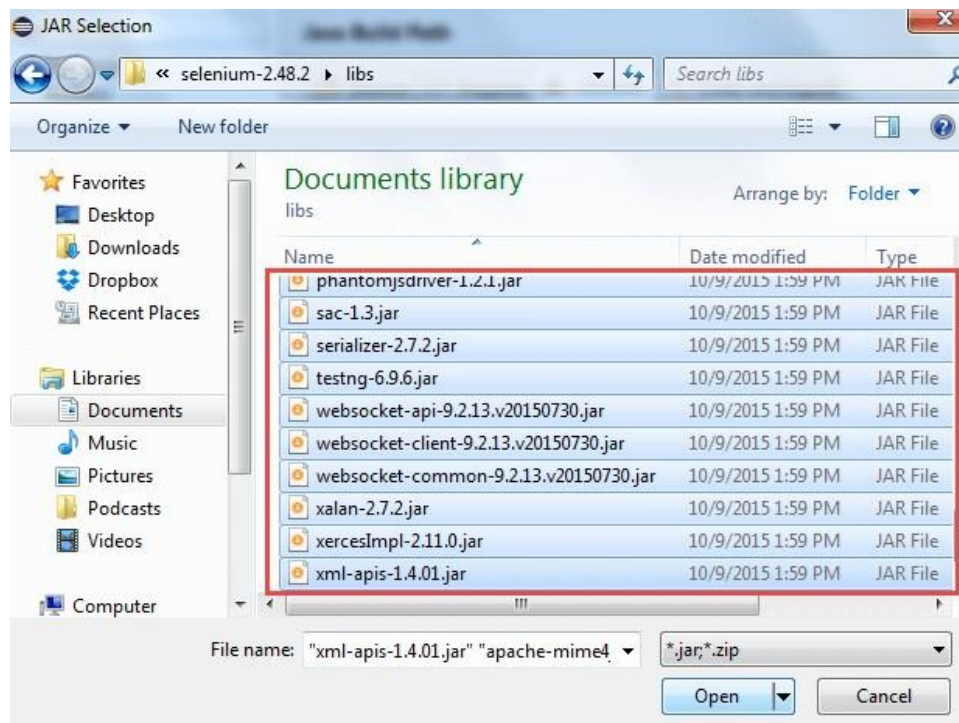 JAR Selection
Java Build Path
« selenium-2.48.2 ▸ libs
Search libs
Organize
New folder
Favorites
Desktop
Downloads
Dropbox
Recent Places
Libraries
Documents
Music
Pictures
Podcasts
Videos
Computer
Documents library
libs
Arrange by: Folder
Name Date modified Type
phantomjsdriver-1.2.1.jar 10/9/2015 1:59 PM JAR File
sac-1.3.jar 10/9/2015 1:59 PM JAR File
serializer-2.7.2.jar 10/9/2015 1:59 PM JAR File
testng-6.9.6.jar 10/9/2015 1:59 PM JAR File
websocket-api-9.2.13.v20150730.jar 10/9/2015 1:59 PM JAR File
websocket-client-9.2.13.v20150730.jar 10/9/2015 1:59 PM JAR File
websocket-common-9.2.13.v20150730.jar 10/9/2015 1:59 PM JAR File
xalan-2.7.2.jar 10/9/2015 1:59 PM JAR File
xercesImpl-2.11.0.jar 10/9/2015 1:59 PM JAR File
xml-apis-1.4.01.jar 10/9/2015 1:59 PM JAR File
File name: "xml-apis-1.4.01.jar" "apache-mime4
*.jar;*.zip
Open
Cancel